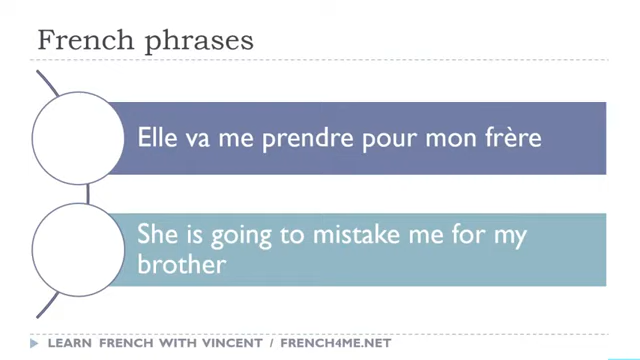 French phrases
Elle va me prendre pour mon frère
She is going to mistake me for my
brother
LEARN FRENCH WITH VINCENT / FRENCH4ME.NET